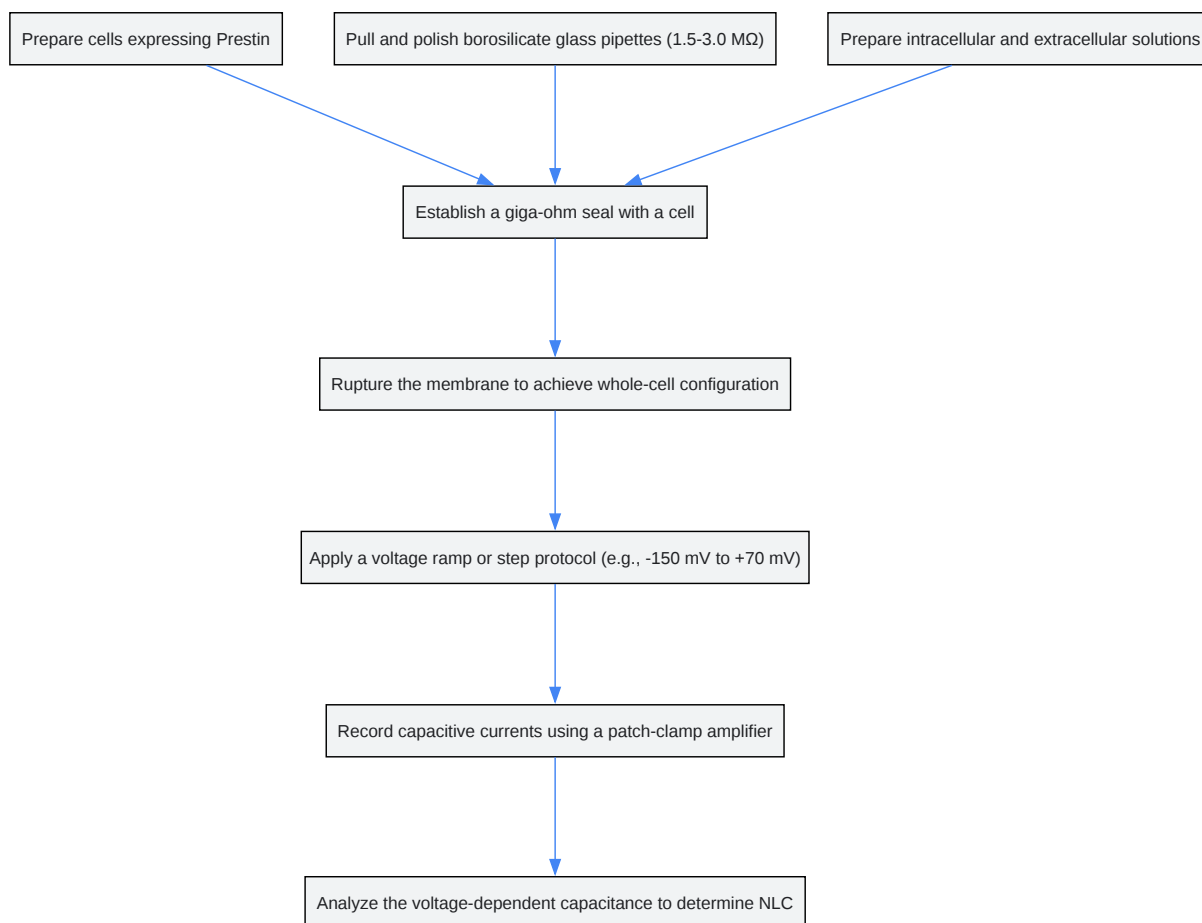 Prepare cells expressing Prestin
Pull and polish borosilicate glass pipettes (1.5-3.0 MΩ)
Prepare intracellular and extracellular solutions
Establish a giga-ohm seal with a cell
Rupture the membrane to achieve whole-cell configuration
Apply a voltage ramp or step protocol (e.g., -150 mV to +70 mV)
Record capacitive currents using a patch-clamp amplifier
Analyze the voltage-dependent capacitance to determine NLC